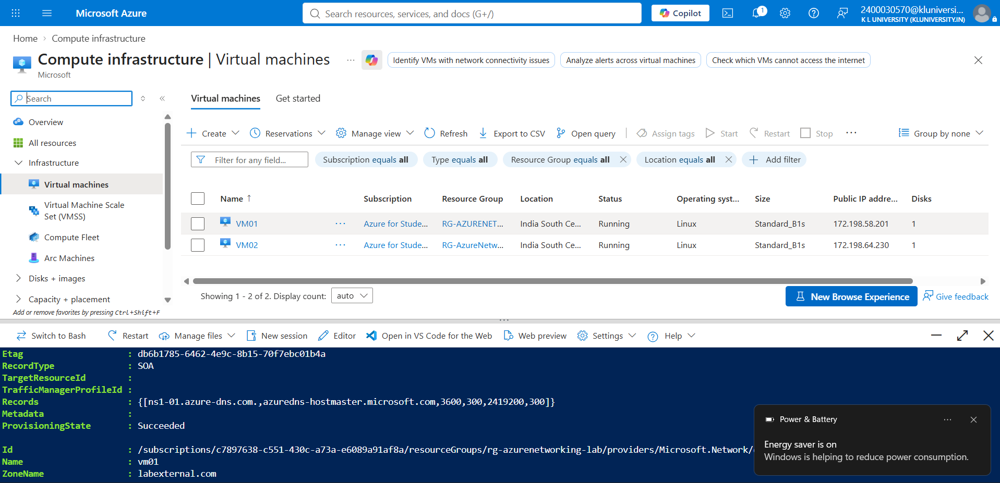 Microsoft Azure
Search resources, services, and docs (G+/)
Copilot
1
2400030570@kluniversi...
K L UNIVERSITY (KLUNIVERSITY.IN)
Home > Compute infrastructure
Compute infrastructure | Virtual machines
...
Identify VMs with network connectivity issues
Analyze alerts across virtual machines
Check which VMs cannot access the internet
Microsoft
Search
Overview
All resources
Infrastructure
Virtual machines
Virtual Machine Scale
Set (VMSS)
Compute Fleet
Arc Machines
Disks + images
Capacity + placement
Add or remove favorites by pressing Ctrl+Shift+F
Virtual machines Get started
Create Reservations Manage view Refresh Export to CSV Open query Assign tags Start Restart Stop ... Group by none
Filter for any field... Subscription equals all Type equals all Resource Group equals all Location equals all Add filter
Name ↑ Subscription Resource Group Location Status Operating syst... Size Public IP addre... Disks
VM01 ... Azure for Stude... RG-AZURENET... India South Ce... Running Linux Standard_B1s 172.198.58.201 1
VM02 ... Azure for Stude... RG-AzureNetw... India South Ce... Running Linux Standard_B1s 172.198.64.230 1
Showing 1 - 2 of 2. Display count: auto
New Browse Experience
Give feedback
Switch to Bash Restart Manage files New session Editor Open in VS Code for the Web Web preview Settings Help
Etag : db6b1785-6462-4e9c-8b15-70f7ebc01b4a
RecordType : SOA
TargetResourceId :
TrafficManagerProfileId :
Records : {[ns1-01.azure-dns.com.,azuredns-hostmaster.microsoft.com,3600,300,2419200,300]}
Metadata :
ProvisioningState : Succeeded
Id : /subscriptions/c7897638-c551-430c-a73a-e6089a91af8a/resourceGroups/rg-azurenetworking-lab/providers/Microsoft.Network/
Name : vm01
ZoneName : labexternal.com
Power & Battery
...
Energy saver is on
Windows is helping to reduce power consumption.